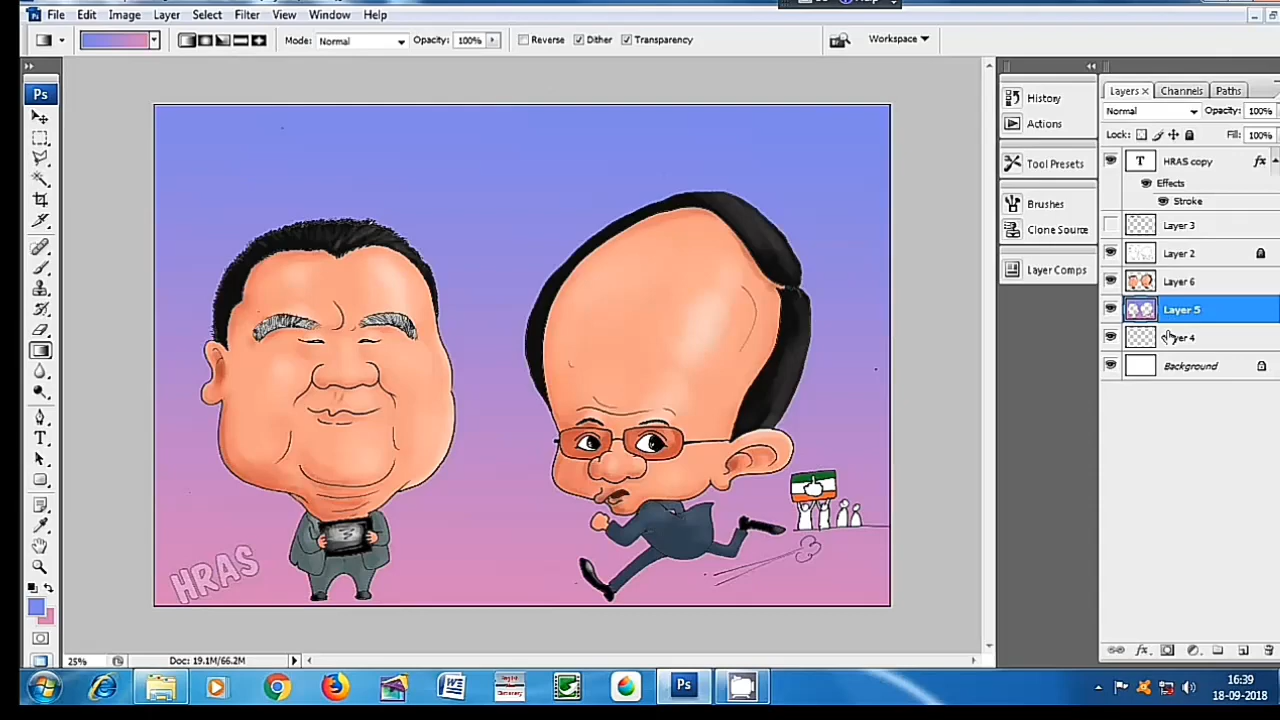 File Edit Image Layer Select Filter View Window Help
Mode: Normal Opacity: 100% Reverse Dither Transparency Workspace
Ps
Layers Channels Paths
History
Normal Opacity: 100%
Actions
Lock: Fill: 100%
Tool Presets
T HRAS copy fx
Effects
Brushes
Stroke
Clone Source
Layer 3
Layer 2
Layer Comps
Layer 6
Layer 5
Background
HRAS
25% Doc: 19.1M/66.2M
Ps
16:39
18-09-2018